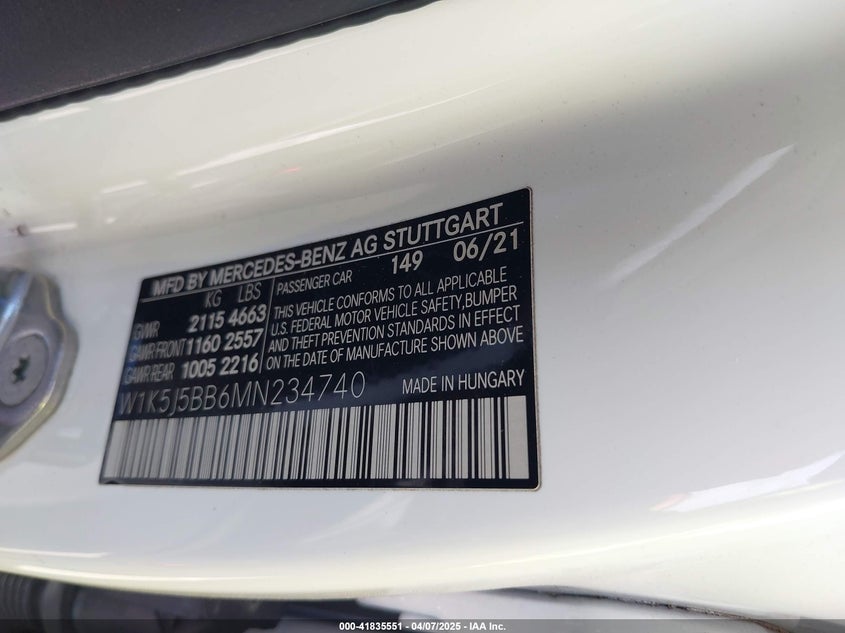 MFD BY MERCEDES-BENZ AG STUTTGART
KG LBS
GVWR 2115 4663
GAWR FRONT 1160 2557
GAWR REAR 1005 2216
PASSENGER CAR 149 06/21
THIS VEHICLE CONFORMS TO ALL APPLICABLE
U.S. FEDERAL MOTOR VEHICLE SAFETY, BUMPER
AND THEFT PREVENTION STANDARDS IN EFFECT
ON THE DATE OF MANUFACTURE SHOWN ABOVE
W1K5J5BB6MN234740
MADE IN HUNGARY
000-41835551 - 04/07/2025 - IAA Inc.